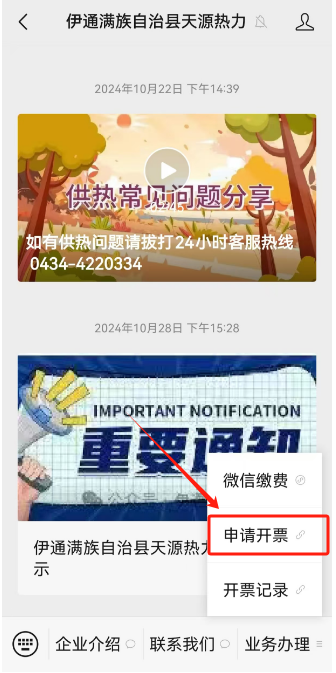 伊通满族自治县天源热力
2024年10月22日 下午14:39
供热常见问题分享
如有供热问题请拔打24小时客服热线
0434-4220334
2024年10月28日 下午15:28
IMPORTANT NOTIFICATION
重要通知
伊通满族自治县天源热力
示
微信缴费
申请开票
开票记录
企业介绍
联系我们
业务办理